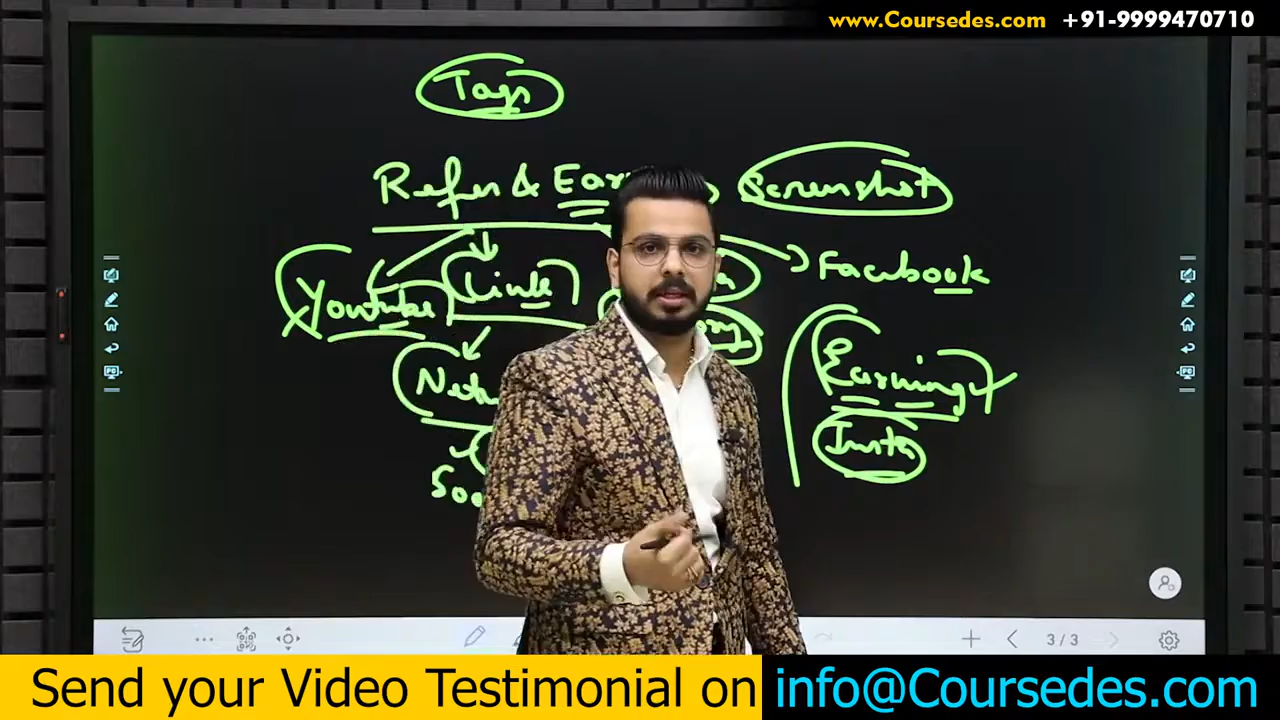 www.Coursedes.com +91-9999470710
Tags
Refer & Screenshot
Facebook
Youtube Link
Earning
Insta
3/3
Send your Video Testimonial on info@Coursedes.com